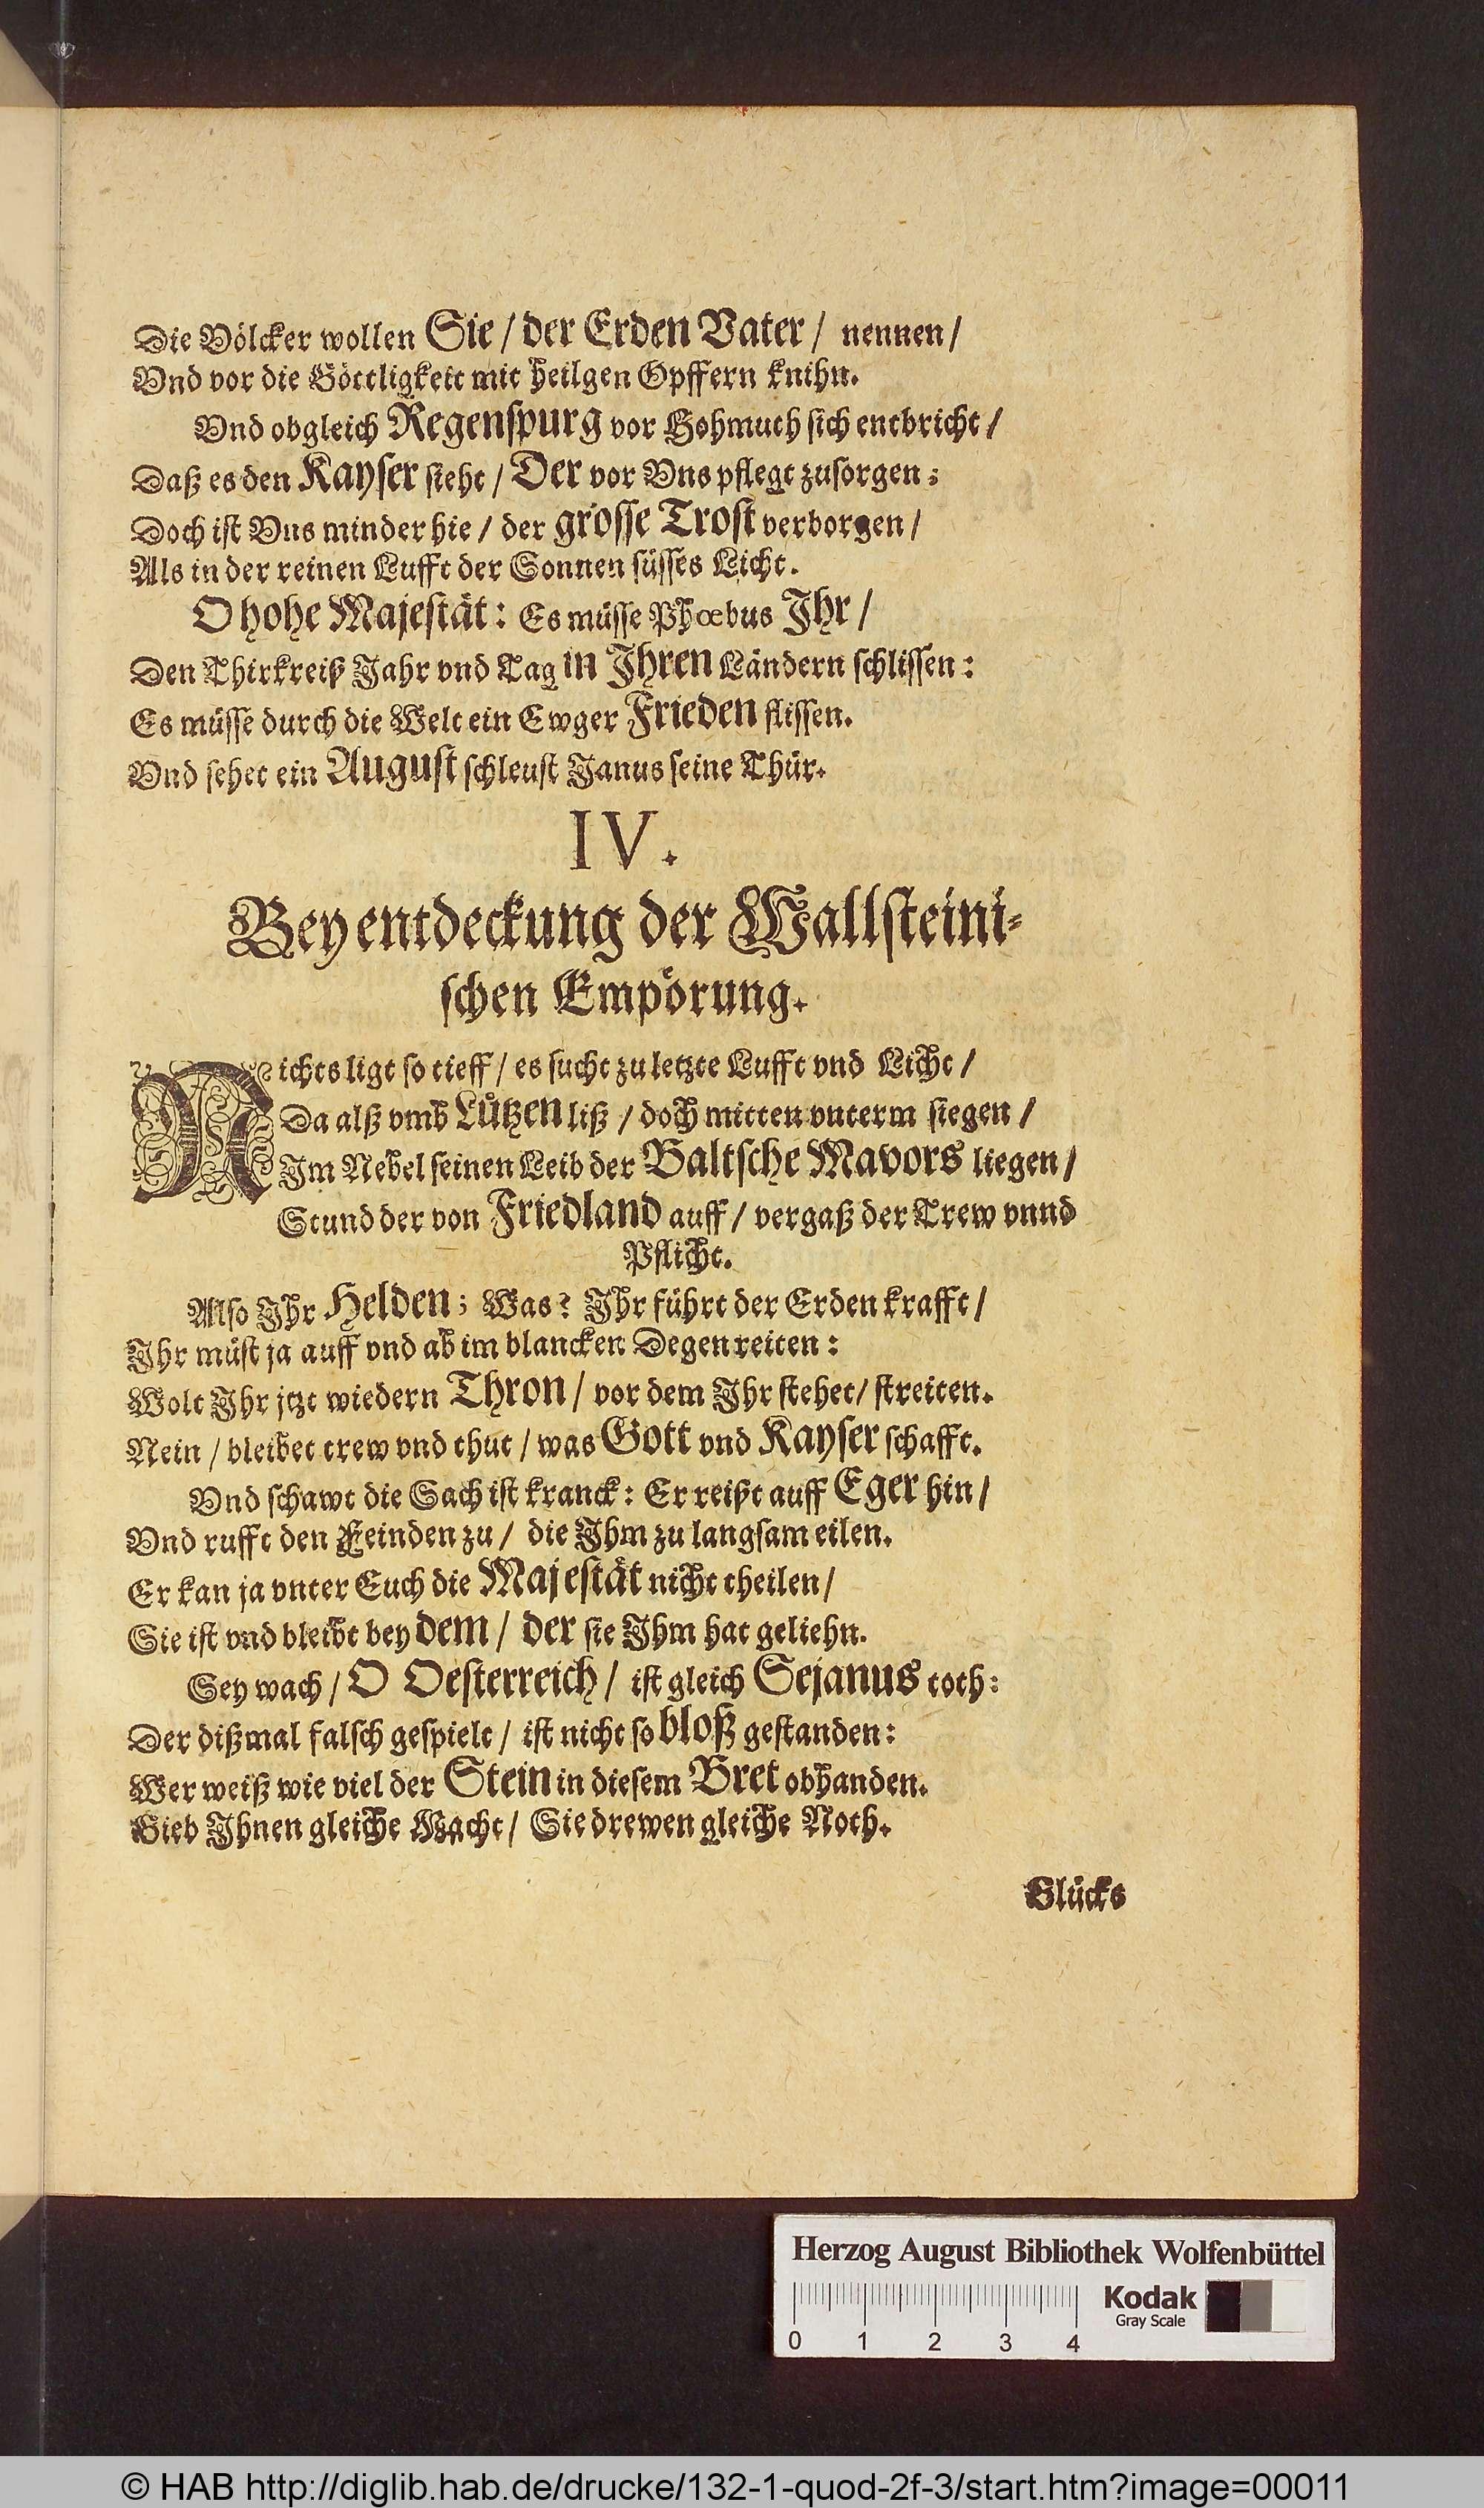 Die Völcker wollen Sie / der Erden Vater / nennen /
Vnd vor die Göttligkeit mit heilgen Opffern knihn.
Vnd obgleich Regenspurg vor Hohmuth sich entbricht /
Daß es den Kayser sieht / Der vor Vns pflegt zusorgen;
Doch ist Vns minder hie / der grosse Trost verborgen /
Als in der reinen Lufft der Sonnen süsses Licht.
O hohe Majestät: Es müsse Phœbus Ihr /
Den Thirkreiß Jahr vnd Tag in Ihren Ländern schlissen:
Es müsse durch die Welt ein Ewger Frieden flissen.
Vnd sehet ein August schleust Janus seine Thür.
IV.
Bey entdeckung der Wallsteini-
schen Empörung.
Nichts ligt so tieff / es sucht zu letzte Lufft vnd Licht /
Da alß vmb Lützen liß / doch mitten vnterm siegen /
Im Nebel seinen Leib der Baltsche Mavors liegen /
Stund der von Friedland auff / vergaß der Trew vnnd
Pflicht.
Also Ihr Helden; Was? Ihr führt der Erden krafft /
Ihr müst ja auff vnd ab im blancken Degen reiten:
Wolt Ihr jtzt wiedern Thron / vor dem Ihr stehet / streiten.
Nein / bleibet trew vnd thut / was Gott vnd Kayser schafft.
Vnd schawt die Sach ist kranck: Er reißt auff Eger hin /
Vnd rufft den Feinden zu / die Ihm zu langsam eilen.
Er kan ja vnter Euch die Majestät nicht theilen /
Sie ist vnd bleibt bey dem / der sie Ihm hat geliehn.
Sey wach / O Oesterreich / ist gleich Sejanus toth:
Der dißmal falsch gespielt / ist nicht so bloß gestanden:
Wer weiß wie viel der Stein in diesem Bret obhanden.
Gieb Ihnen gleiche Wacht / Sie drewen gleiche Noth.
Glücks
Herzog August Bibliothek Wolfenbüttel
Kodak
Gray Scale
0 1 2 3 4
© HAB http://diglib.hab.de/drucke/132-1-quod-2f-3/start.htm?image=00011